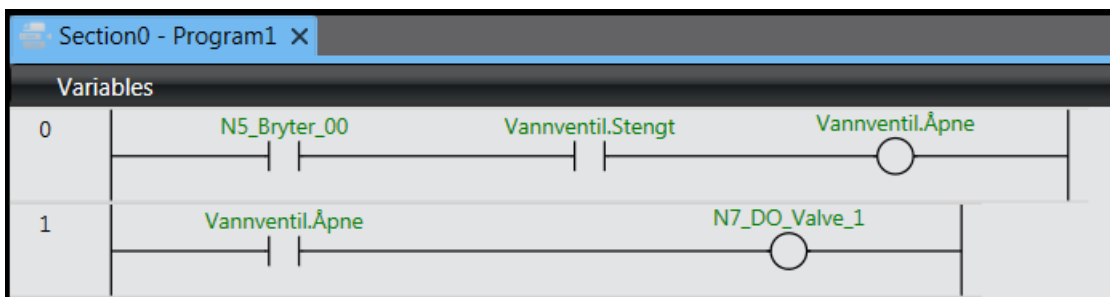 Section0 - Program1
Variables
0
N5_Bryter_00 Vannventil.Stengt Vannventil.Åpne
1
Vannventil.Åpne N7_DO_Valve_1